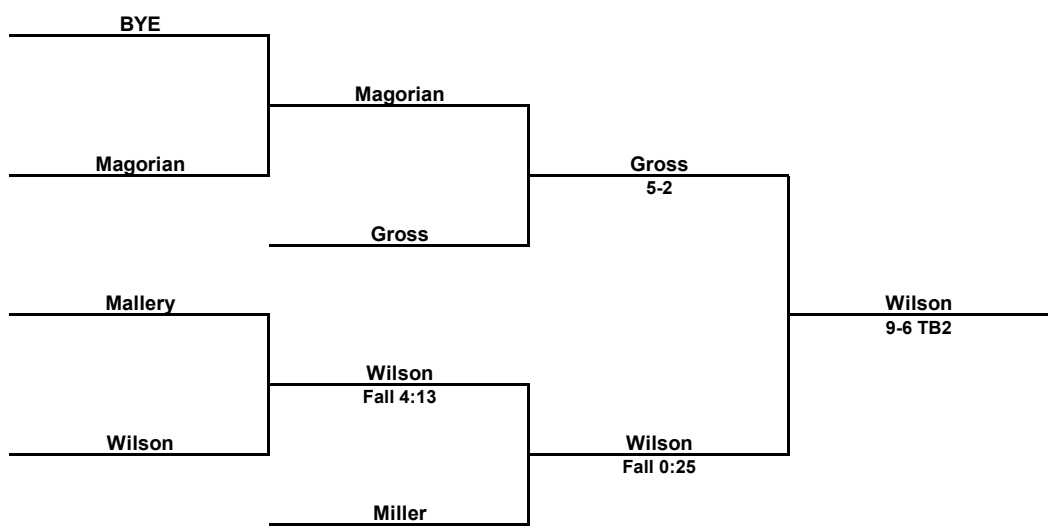 BYE
Magorian
Magorian
Gross
5-2
Gross
Mallery
Wilson
9-6 TB2
Wilson
Fall 4:13
Wilson
Wilson
Fall 0:25
Miller